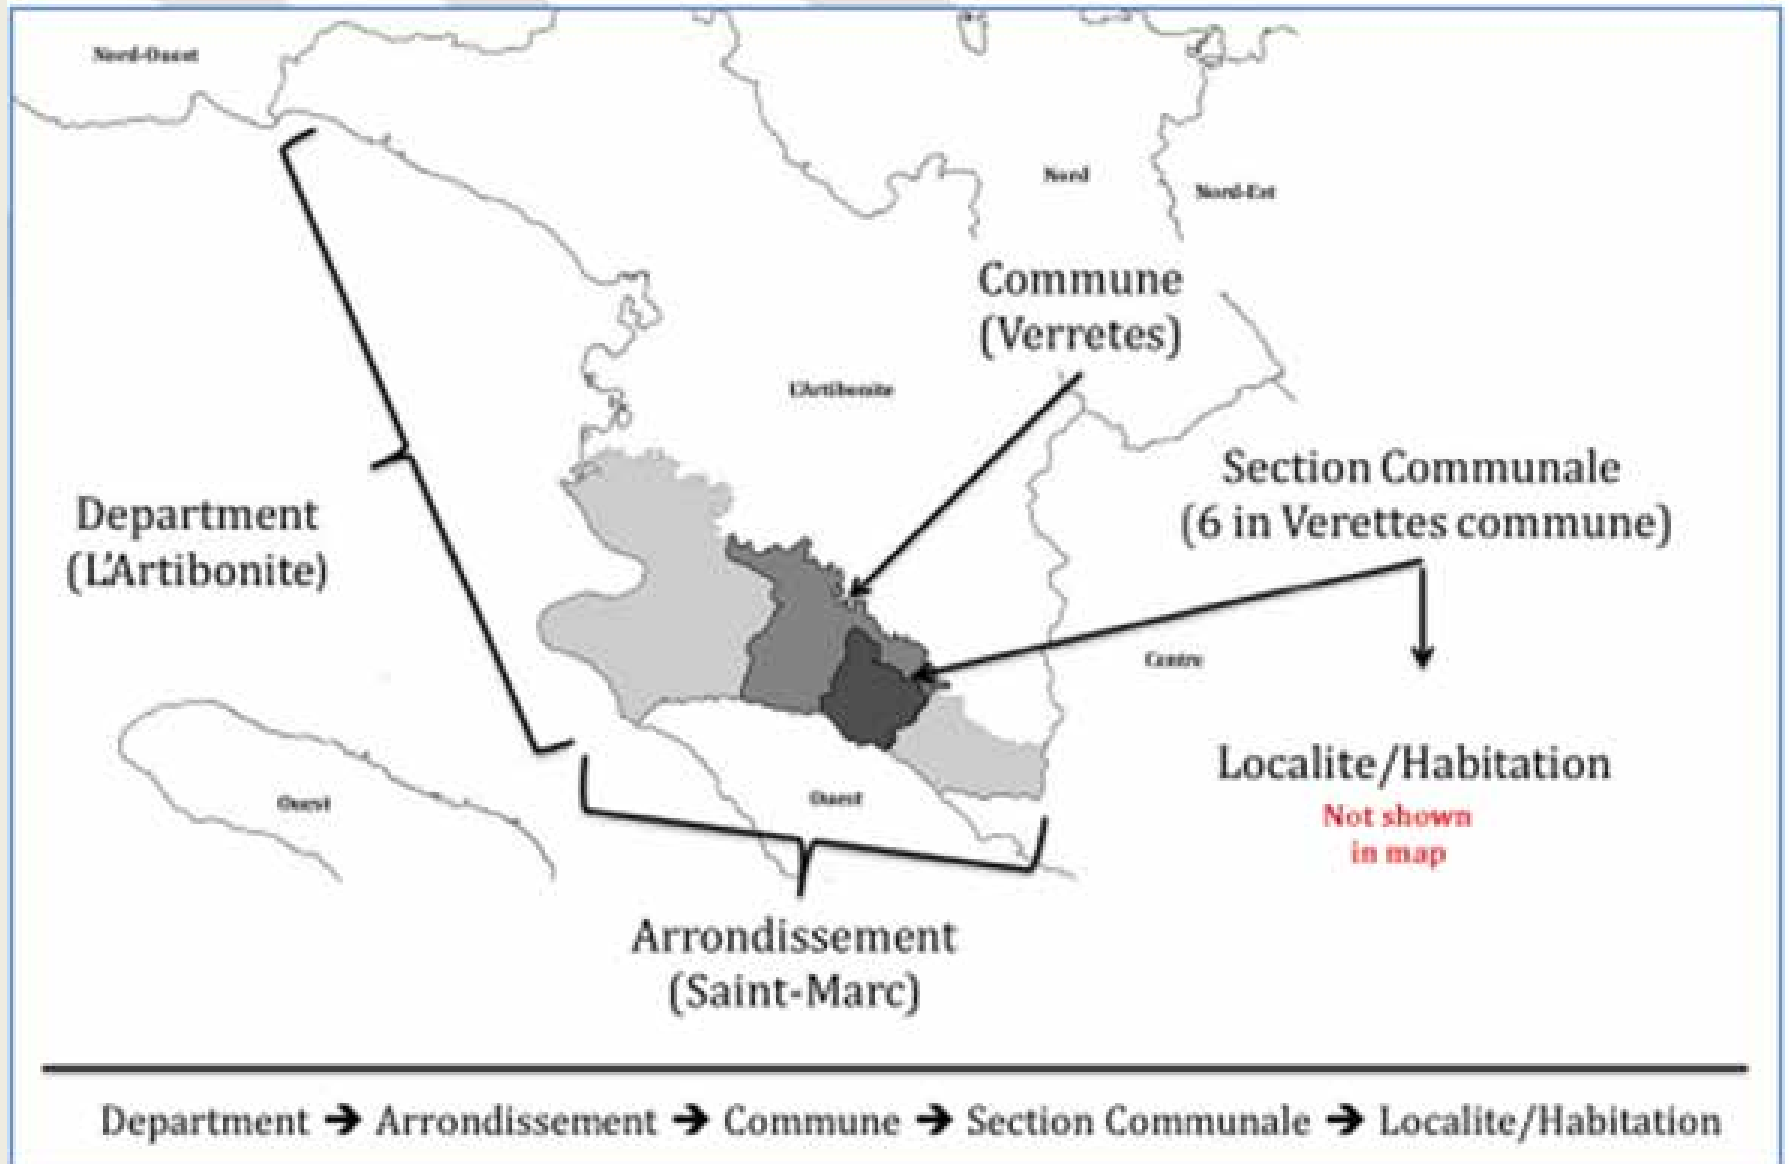 Nord-Ouest
Nord
Nord-Est
Commune
(Verretes)
L'Artibonite
Section Communale
(6 in Verettes commune)
Department
(L'Artibonite)
Centre
Localite/Habitation
Not shown
in map
Ouest
Ouest
Arrondissement
(Saint-Marc)
Department ➔ Arrondissement ➔ Commune ➔ Section Communale ➔ Localite/Habitation